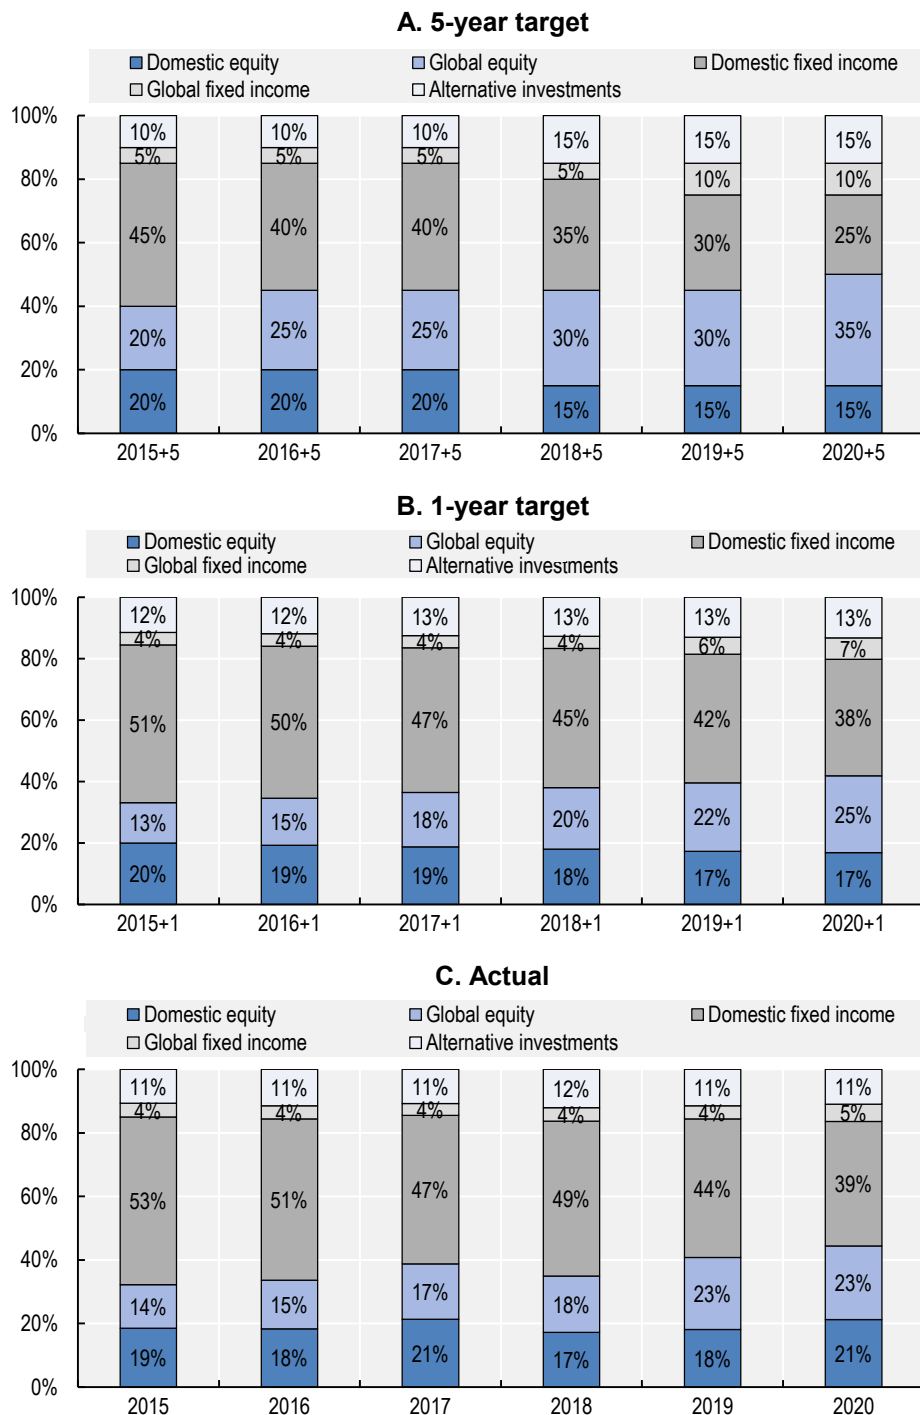 A. 5-year target
Domestic equity Global equity Domestic fixed income
Global fixed income Alternative investments
100%
10% 10% 10% 15% 15% 15%
5% 5% 5% 5% 10% 10%
80%
45% 40% 40% 35% 30% 25%
60%
40%
20% 25% 25% 30% 30% 35%
20%
20% 20% 20% 15% 15% 15%
0%
2015+5 2016+5 2017+5 2018+5 2019+5 2020+5
B. 1-year target
Domestic equity Global equity Domestic fixed income
Global fixed income Alternative investments
100%
12% 12% 13% 13% 13% 13%
4% 4% 4% 4% 6% 7%
80%
51% 50% 47% 45% 42% 38%
60%
40%
13% 15% 18% 20% 22% 25%
20%
20% 19% 19% 18% 17% 17%
0%
2015+1 2016+1 2017+1 2018+1 2019+1 2020+1
C. Actual
Domestic equity Global equity Domestic fixed income
Global fixed income Alternative investments
100%
11% 11% 11% 12% 11% 11%
4% 4% 4% 4% 4% 5%
80%
53% 51% 47% 49% 44% 39%
60%
40%
14% 15% 17% 18% 23% 23%
20%
19% 18% 21% 17% 18% 21%
0%
2015 2016 2017 2018 2019 2020